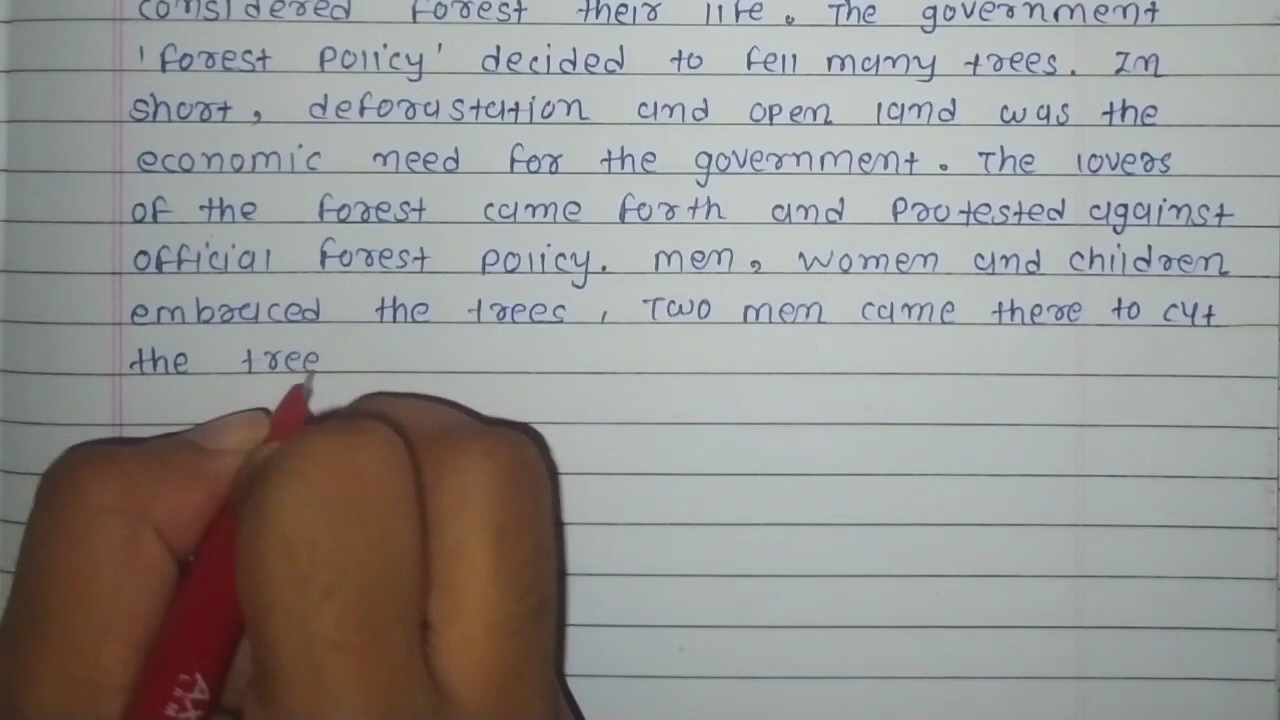 considered forest their life. The government
'forest policy' decided to fell many trees. In
short, deforastation and open land was the
economic need for the government. The lovers
of the forest came forth and protested against
official forest policy. men, women and children
embraced the trees, Two men came there to cut
the tree